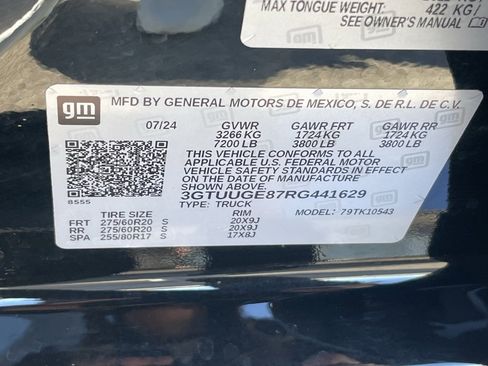 MAX TONGUE WEIGHT
422 KG/
SEE OWNER'S MANUAL
gm
MFD BY GENERAL MOTORS DE MEXICO, S. DE R.L. DE C.V.
07/24 GVWR GAWR FRT GAWR RR
3266 KG 1724 KG 1724 KG
7200 LB 3800 LB 3800 LB
THIS VEHICLE CONFORMS TO ALL
APPLICABLE U.S. FEDERAL MOTOR
VEHICLE SAFETY STANDARDS IN EFFECT
ON THE DATE OF MANUFACTURE
3GTUUGE87RG441629
8555 TYPE: TRUCK MODEL: 79TK10543
TIRE SIZE RIM
FRT 275/60R20 S 20X9J
RR 275/60R20 S 20X9J
SPA 255/80R17 S 17X8J